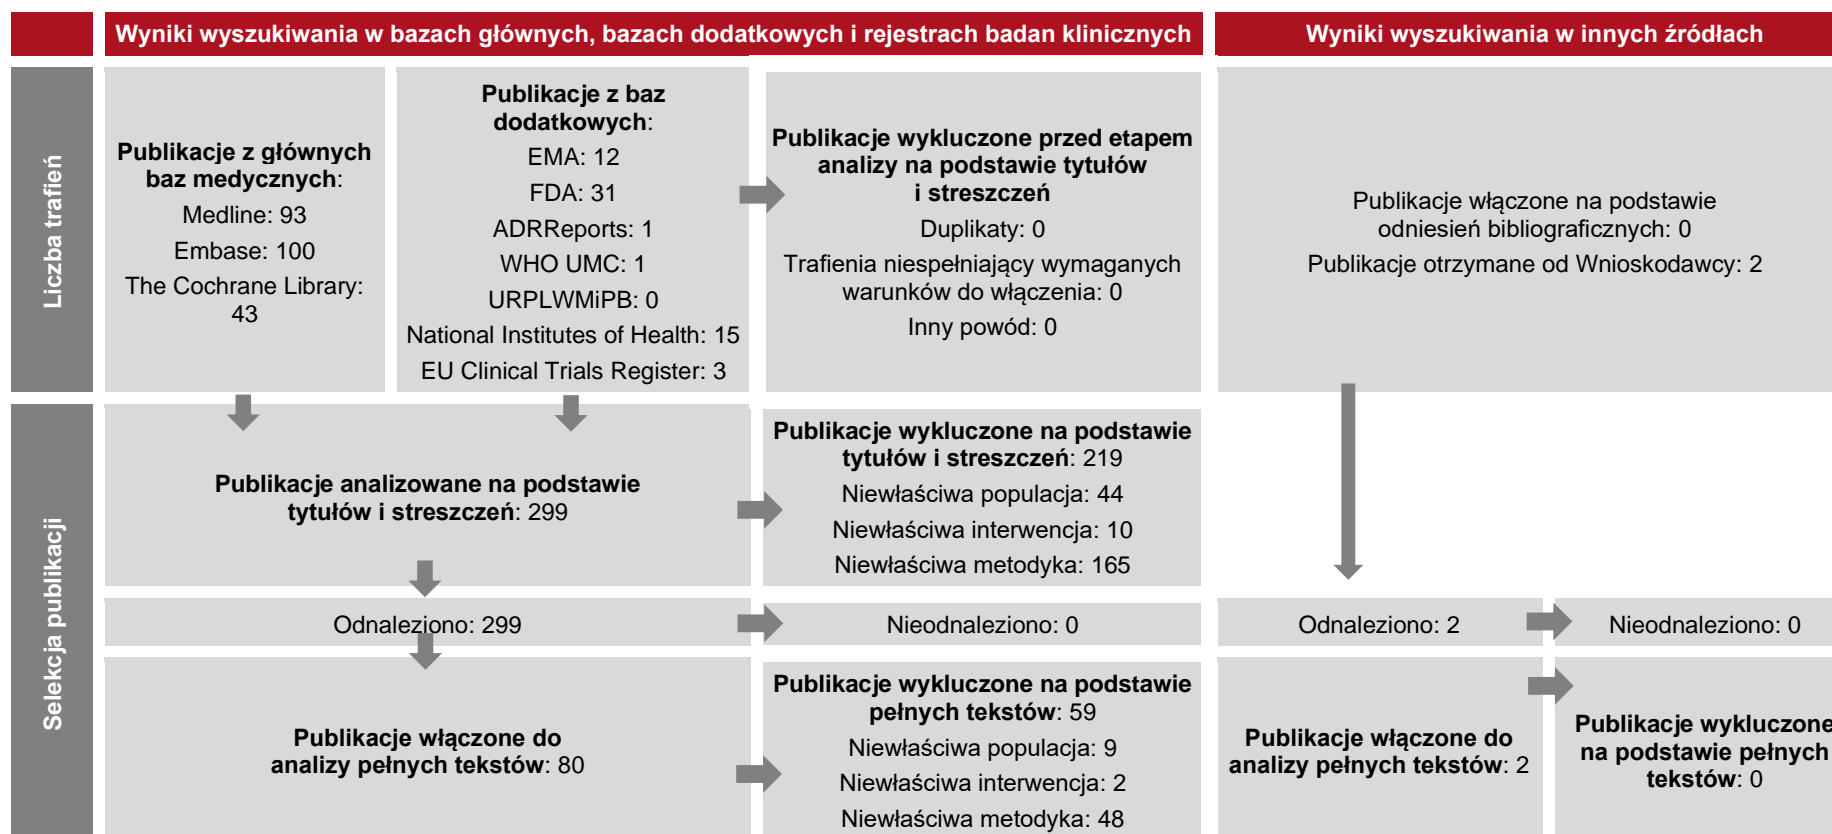 Wyniki wyszukiwania w bazach głównych, bazach dodatkowych i rejestrach badan klinicznych
Wyniki wyszukiwania w innych źródłach
Liczba trafień
Publikacje z głównych
baz medycznych:
Medline: 93
Embase: 100
The Cochrane Library:
43
Publikacje z baz
dodatkowych:
EMA: 12
FDA: 31
ADRReports: 1
WHO UMC: 1
URPLWMiPB: 0
National Institutes of Health: 15
EU Clinical Trials Register: 3
Publikacje wykluczone przed etapem
analizy na podstawie tytułów
i streszczeń
Duplikaty: 0
Trafienia niespełniający wymaganych
warunków do włączenia: 0
Inny powód: 0
Publikacje włączone na podstawie
odniesień bibliograficznych: 0
Publikacje otrzymane od Wnioskodawcy: 2
Selekcja publikacji
Publikacje analizowane na podstawie
tytułów i streszczeń: 299
Publikacje wykluczone na podstawie
tytułów i streszczeń: 219
Niewłaściwa populacja: 44
Niewłaściwa interwencja: 10
Niewłaściwa metodyka: 165
Odnaleziono: 299
Nieodnaleziono: 0
Odnaleziono: 2
Nieodnaleziono: 0
Publikacje włączone do
analizy pełnych tekstów: 80
Publikacje wykluczone na podstawie
pełnych tekstów: 59
Niewłaściwa populacja: 9
Niewłaściwa interwencja: 2
Niewłaściwa metodyka: 48
Publikacje włączone do
analizy pełnych tekstów: 2
Publikacje wykluczone
na podstawie pełnych
tekstów: 0